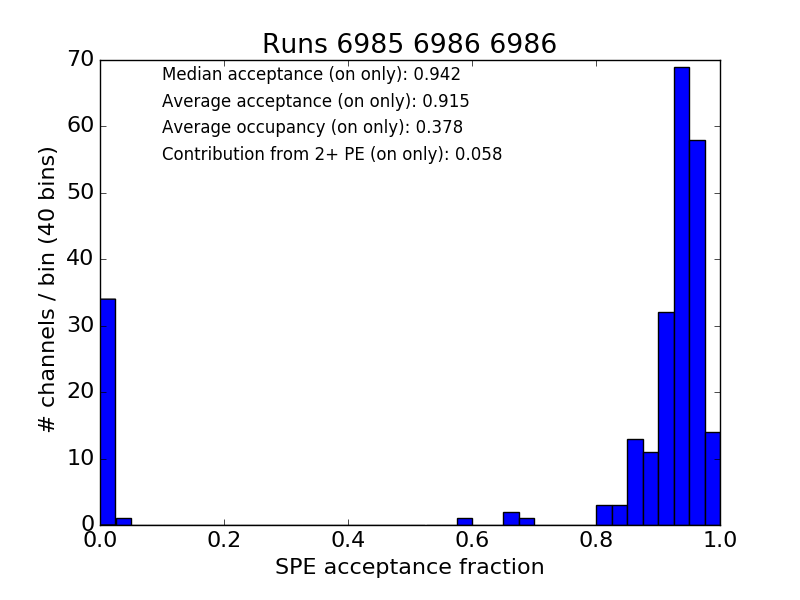 Runs 6985 6986 6986
70
Median acceptance (on only): 0.942
Average acceptance (on only): 0.915
Average occupancy (on only): 0.378
Contribution from 2+ PE (on only): 0.058
60
50
40
30
20
10
0
# channels / bin (40 bins)
0.0 0.2 0.4 0.6 0.8 1.0
SPE acceptance fraction